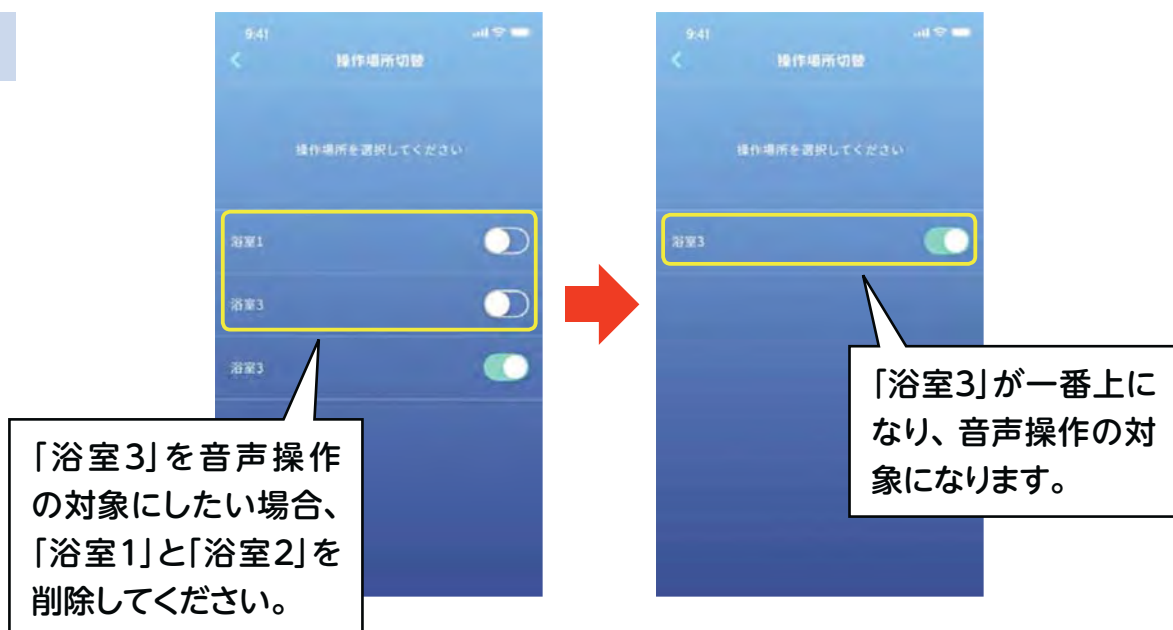 9:41
操作場所切替
操作場所を選択してください
浴室1
浴室3
浴室3
「浴室3」を音声操作
の対象にしたい場合、
「浴室1」と「浴室2」を
削除してください。
9:41
操作場所切替
操作場所を選択してください
浴室3
「浴室3」が一番上に
なり、音声操作の対
象になります。